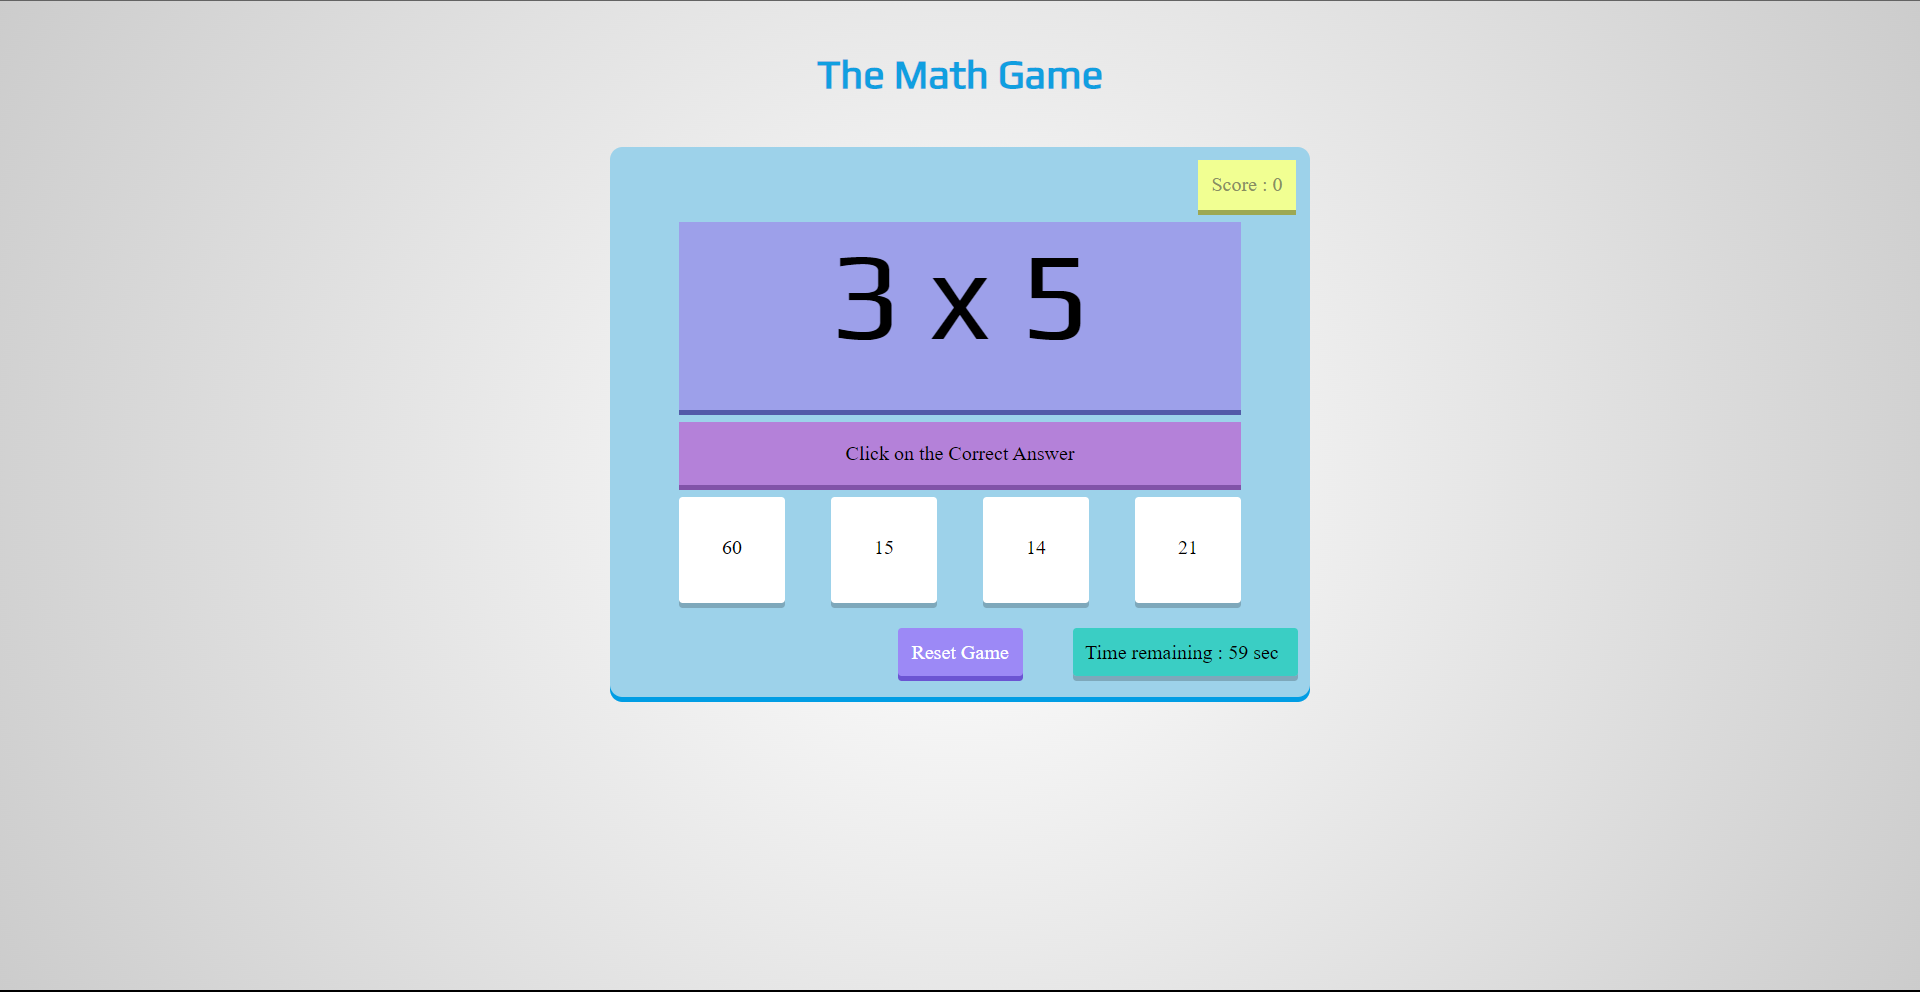 The Math Game
Score : 0
3 x 5
Click on the Correct Answer
60 15 14 21
Reset Game Time remaining : 59 sec